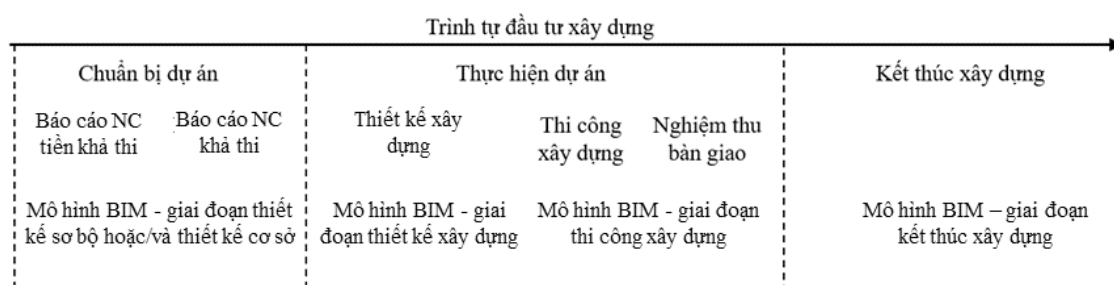 Trình tự đầu tư xây dựng
Chuẩn bị dự án
Thực hiện dự án
Kết thúc xây dựng
Báo cáo NC
tiền khả thi
Báo cáo NC
khả thi
Thiết kế xây
dựng
Thi công
xây dựng
Nghiệm thu
bàn giao
Mô hình BIM - giai đoạn thiết
kế sơ bộ hoặc/và thiết kế cơ sở
Mô hình BIM - giai
đoạn thiết kế xây dựng
Mô hình BIM - giai đoạn
thi công xây dựng
Mô hình BIM – giai đoạn
kết thúc xây dựng